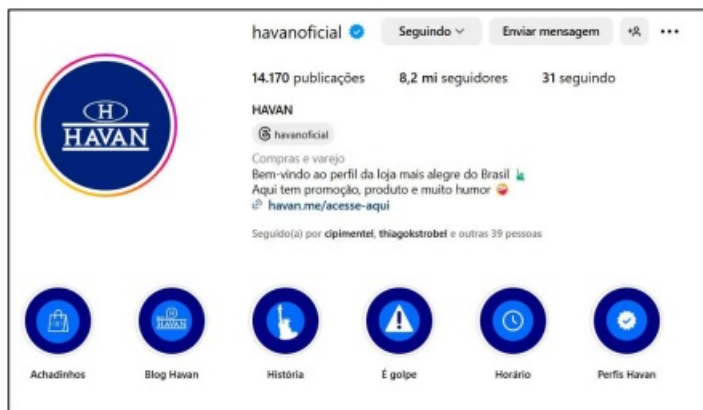 havanoficial Seguindo Enviar mensagem
14.170 publicações 8,2 mi seguidores 31 seguindo
H
HAVAN
HAVAN
havanoficial
Compras e varejo
Bem-vindo ao perfil da loja mais alegre do Brasil
Aqui tem promoção, produto e muito humor
havan.me/acesse-aqui
Seguido(a) por cipimentel, thiagokstrobel e outras 39 pessoas
H
HAVAN
Achadinhos Blog Havan História É golpe Horário Perfis Havan